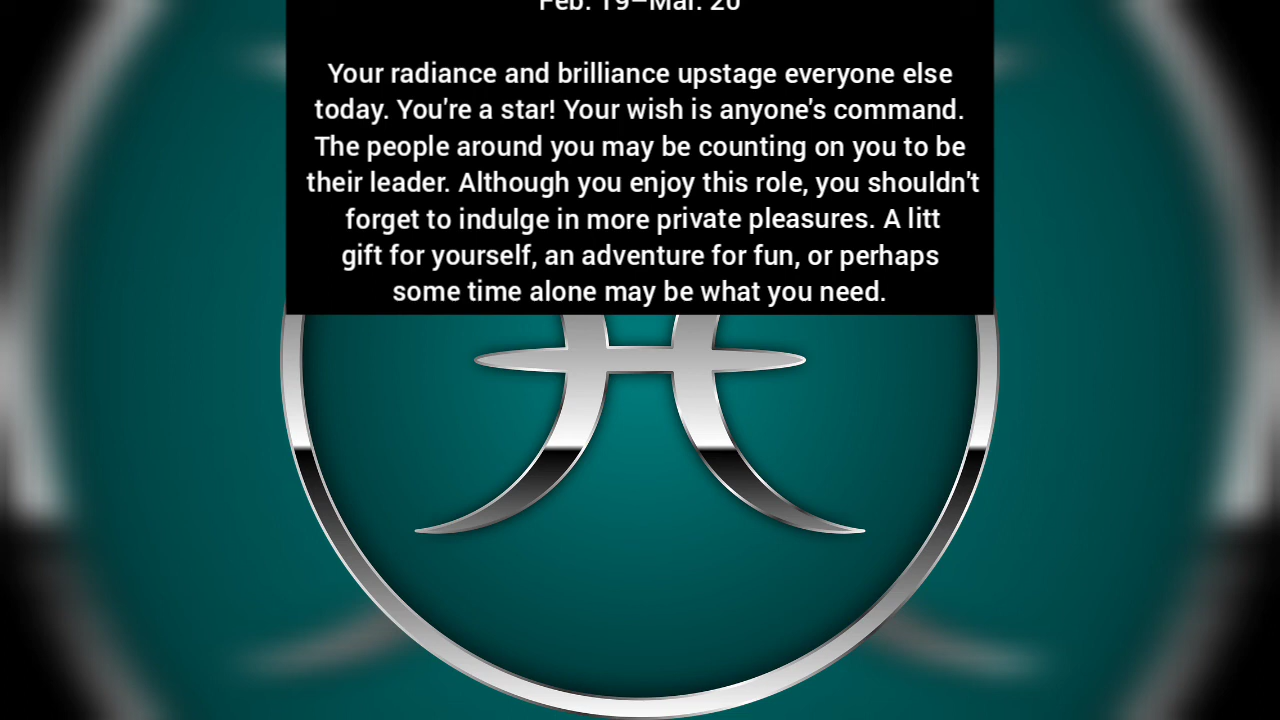 Feb. 19–Mar. 20
Your radiance and brilliance upstage everyone else
today. You're a star! Your wish is anyone's command.
The people around you may be counting on you to be
their leader. Although you enjoy this role, you shouldn't
forget to indulge in more private pleasures. A litt
gift for yourself, an adventure for fun, or perhaps
some time alone may be what you need.